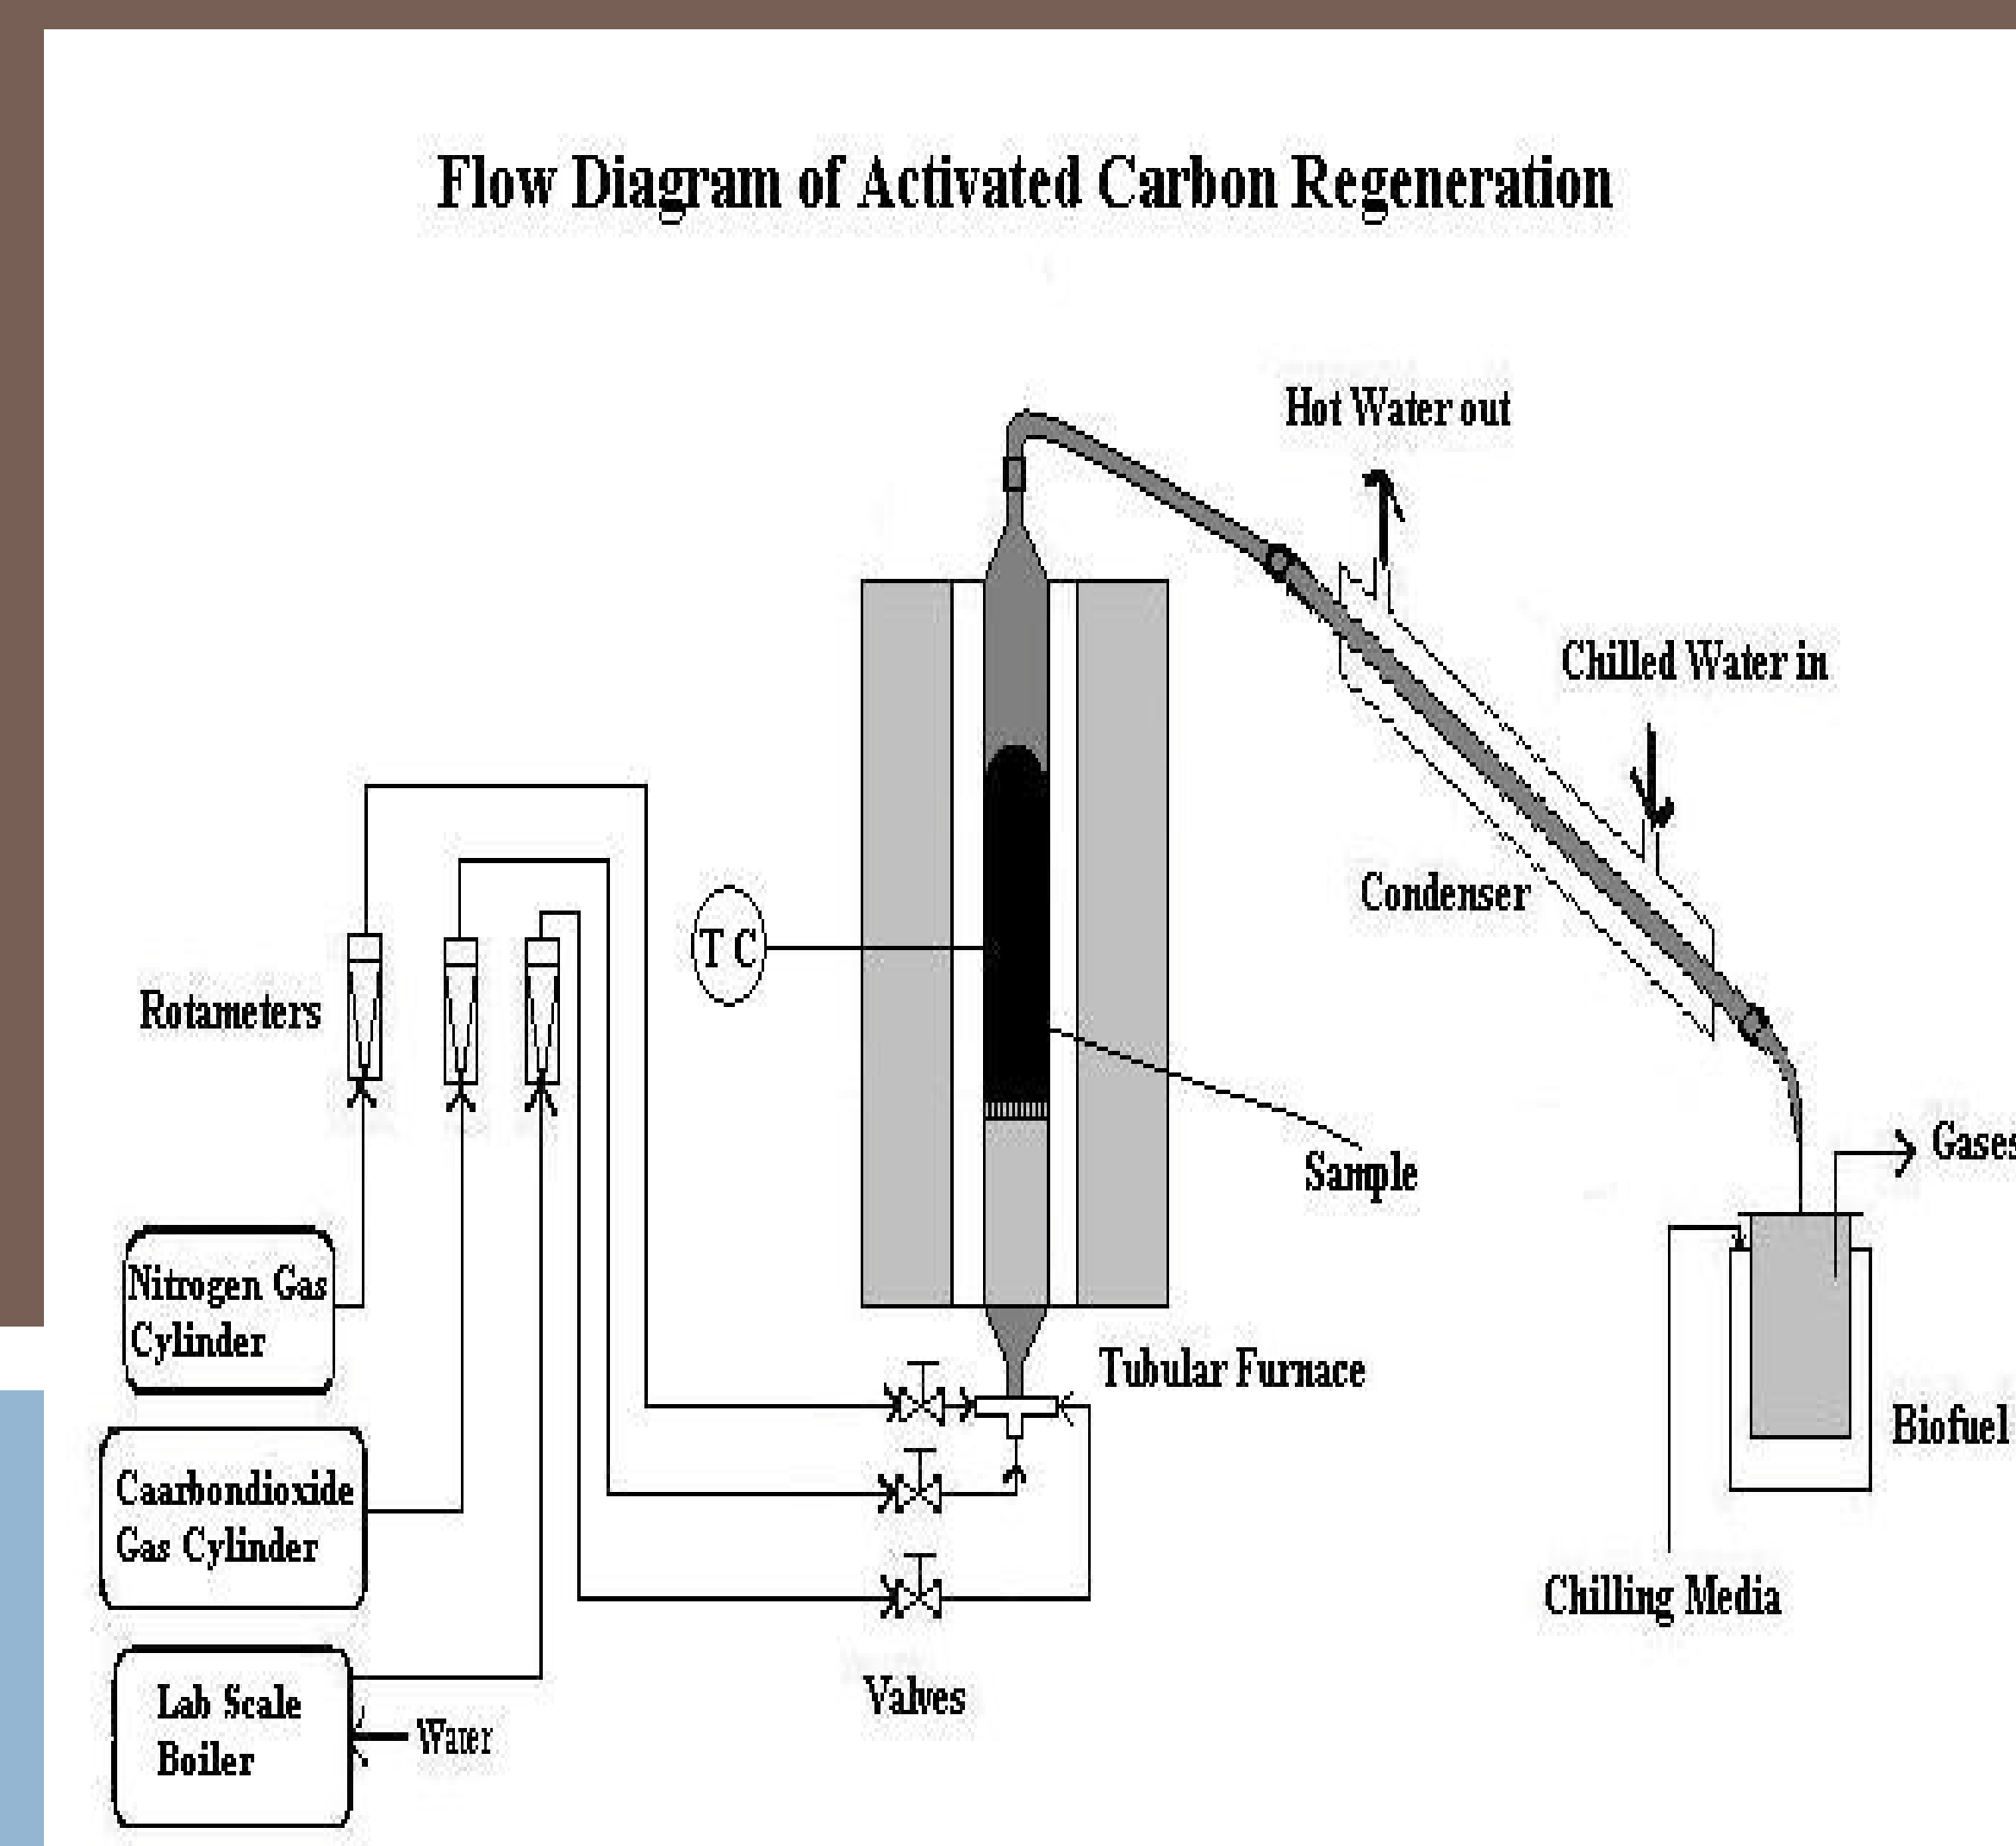 Flow Diagram of Activated Carbon Regeneration
Hot Water out
Chilled Water in
Condenser
T C
Rotameters
Sample
Gases
Nitrogen Gas
Cylinder
Tubular Furnace
Biofuel
Caarbondioxide
Gas Cylinder
Chilling Media
Valves
Lab Scale
Boiler
Water